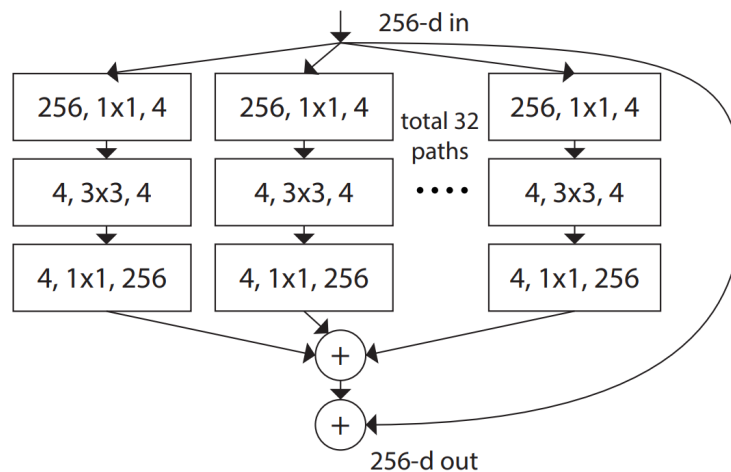 256-d in
256, 1x1, 4
256, 1x1, 4
total 32
paths
256, 1x1, 4
4, 3x3, 4
4, 3x3, 4
....
4, 3x3, 4
4, 1x1, 256
4, 1x1, 256
4, 1x1, 256
+
+
256-d out